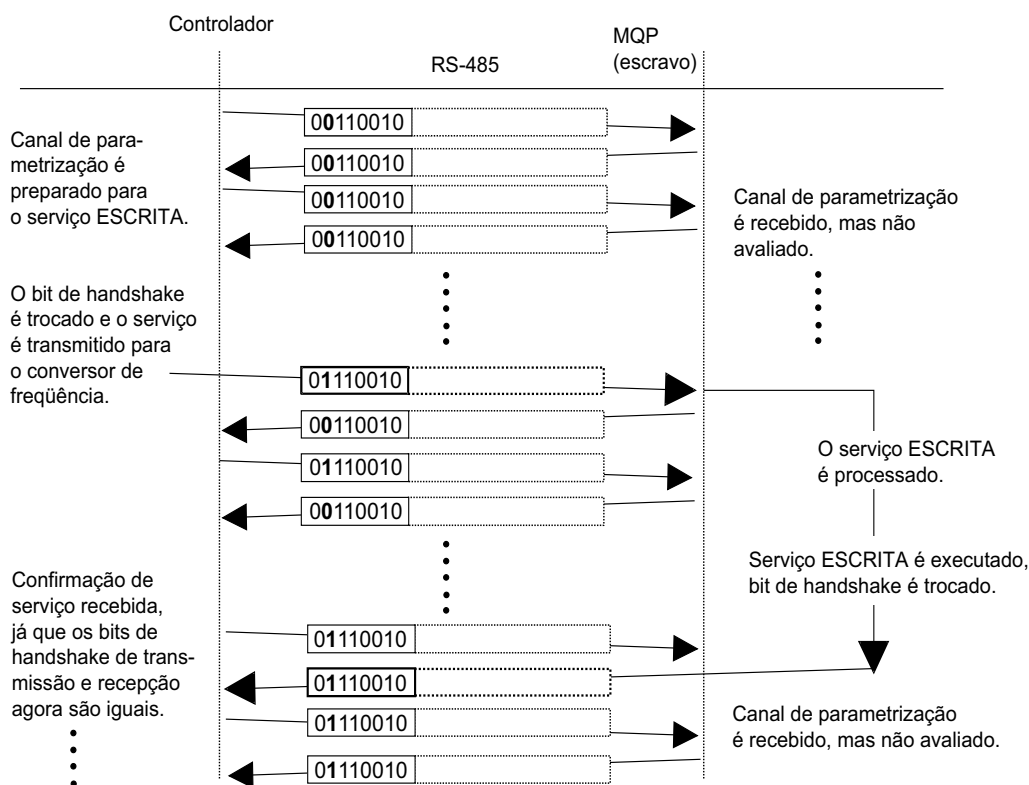 Controlador
RS-485
MQP
(escravo)
Canal de para-
metrização é
preparado para
o serviço ESCRITA.
00110010
00110010
00110010
00110010
Canal de parametrização
é recebido, mas não
avaliado.
O bit de handshake
é trocado e o serviço
é transmitido para
o conversor de
freqüência.
01110010
00110010
01110010
00110010
O serviço ESCRITA
é processado.
Serviço ESCRITA é executado,
bit de handshake é trocado.
Confirmação de
serviço recebida,
já que os bits de
handshake de trans-
missão e recepção
agora são iguais.
01110010
01110010
01110010
01110010
Canal de parametrização
é recebido, mas não avaliado.